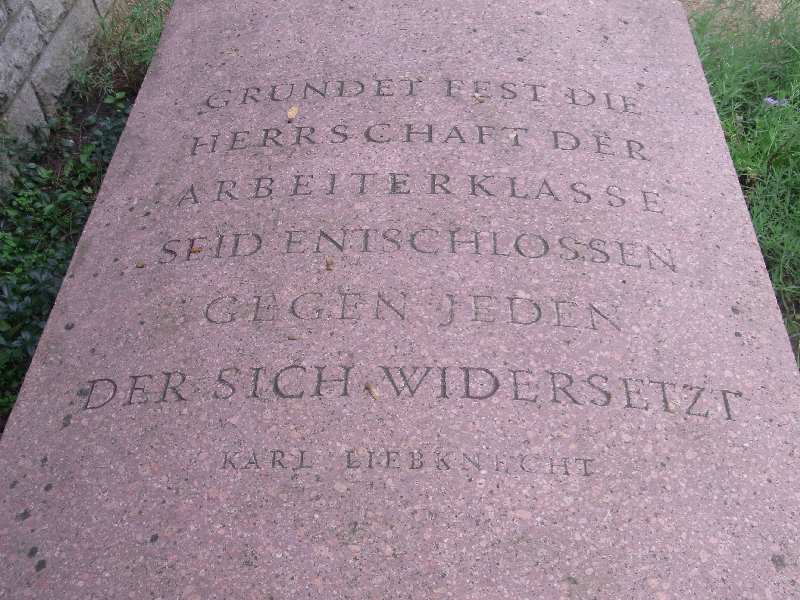 GRÜNDET FEST DIE
HERRSCHAFT DER
ARBEITERKLASSE
SEID ENTSCHLOSSEN
GEGEN JEDEN
DER SICH WIDERSETZT
KARL LIEBKNECHT